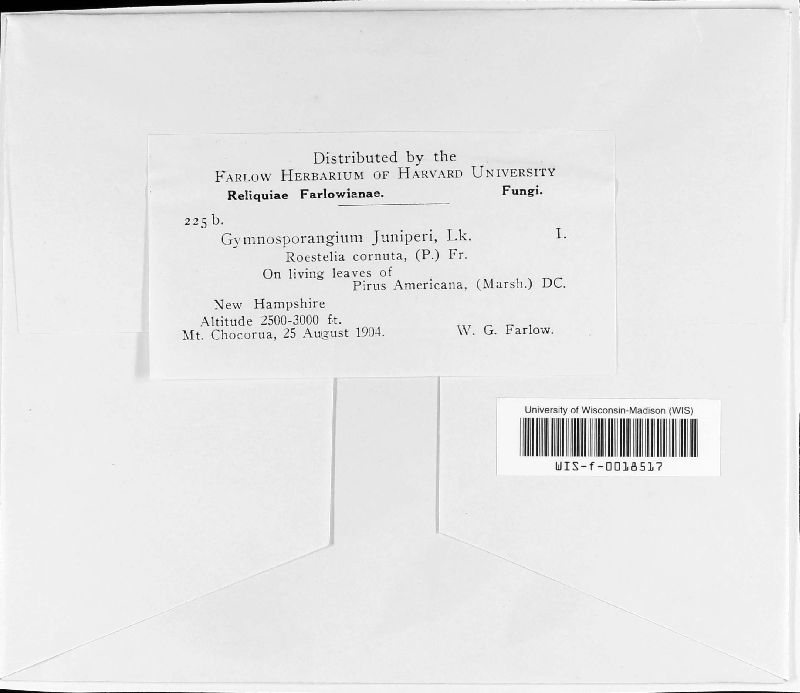 Distributed by the
FARLOW HERBARIUM OF HARVARD UNIVERSITY
Reliquiae Farlowianae. Fungi.
225 b.
Gymnosporangium Juniperi, Lk. I.
Roestelia cornuta, (P.) Fr.
On living leaves of
Pirus Americana, (Marsh.) DC.
New Hampshire
Altitude 2500-3000 ft.
Mt. Chocorua, 25 August 1904. W. G. Farlow.
University of Wisconsin-Madison (WIS)
WIS-f-0018517